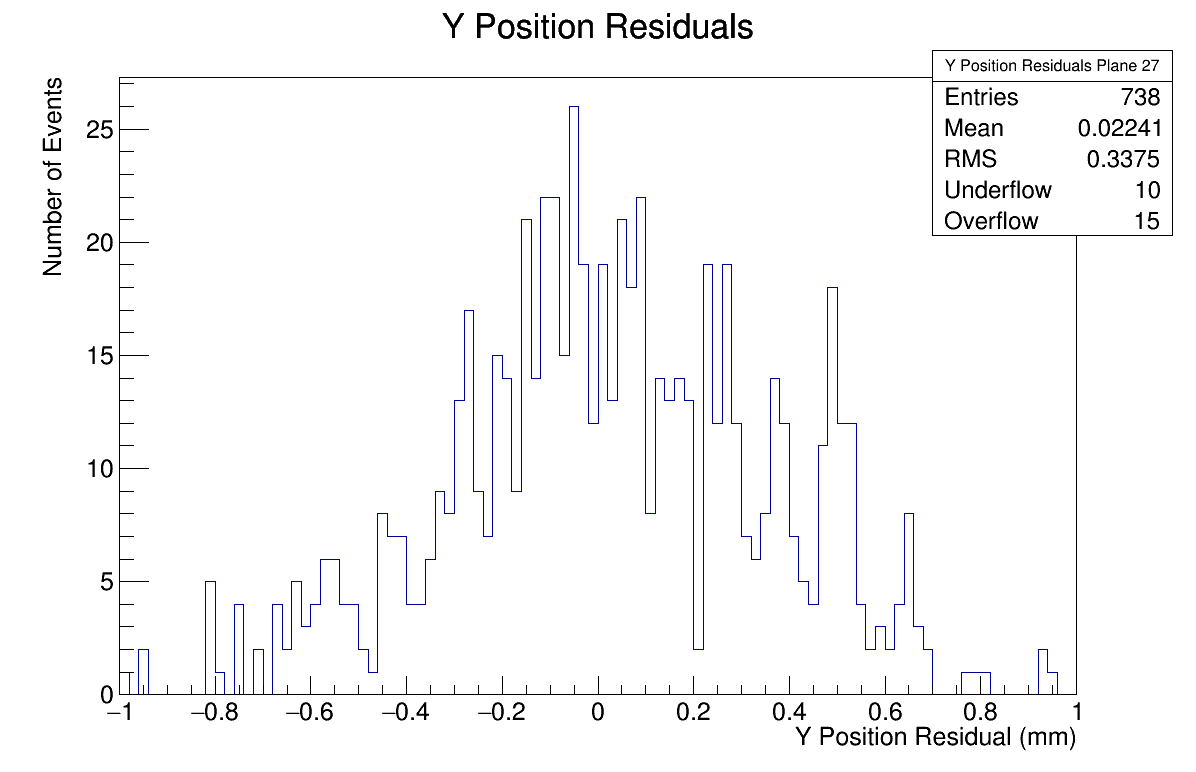 Y Position Residuals
Y Position Residuals Plane 27
Entries 738
Mean 0.02241
RMS 0.3375
Underflow 10
Overflow 15
Number of Events
25
20
15
10
5
0
−1 −0.8 −0.6 −0.4 −0.2 0 0.2 0.4 0.6 0.8 1
Y Position Residual (mm)